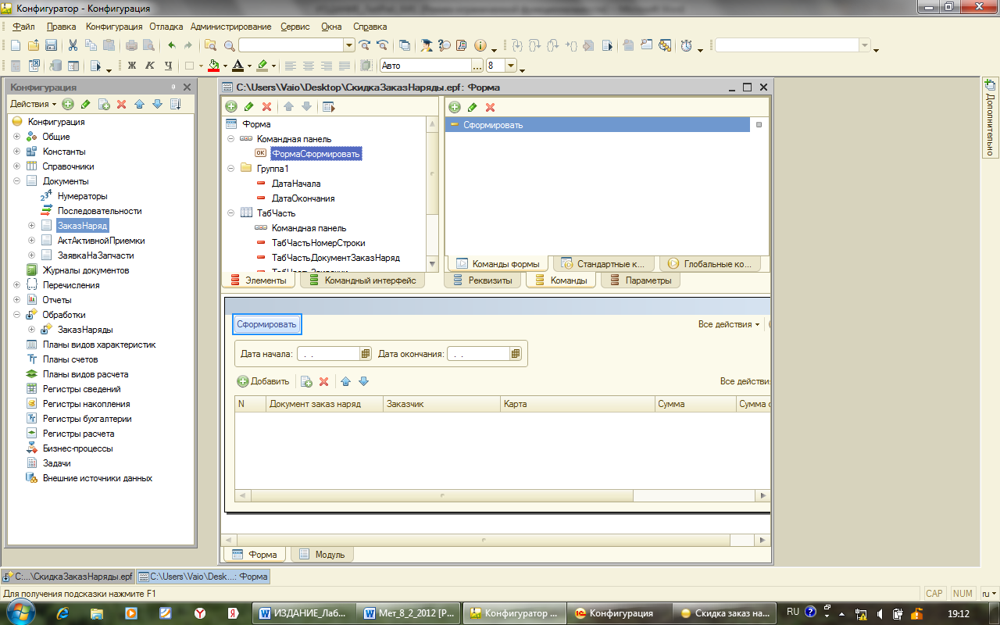 Конфигуратор - Конфигурация
Файл Правка Конфигурация Отладка Администрирование Сервис Окна Справка
Ж К Ч Авто ... 8
Конфигурация
Действия
Конфигурация
Общие
Константы
Справочники
Документы
Нумераторы
Последовательности
ЗаказНаряд
АктАктивнойПриемки
ЗаявкаНаЗапчасти
Журналы документов
Перечисления
Отчеты
Обработки
ЗаказНаряды
Планы видов характеристик
Планы счетов
Планы видов расчета
Регистры сведений
Регистры накопления
Регистры бухгалтерии
Регистры расчета
Бизнес-процессы
Задачи
Внешние источники данных
C:\Users\Vaio\Desktop\СкидкаЗаказНаряды.epf: Форма
Форма
Командная панель
OK ФормаСформировать
Группа1
ДатаНачала
ДатаОкончания
ТабЧасть
Командная панель
ТабЧастьНомерСтроки
ТабЧастьДокументЗаказНаряд
Элементы Командный интерфейс
Сформировать
Команды формы Стандартные к... Глобальные ко...
Реквизиты Команды Параметры
Сформировать Все действия
Дата начала: . . Дата окончания: . .
Добавить Все действи
N Документ заказ наряд Заказчик Карта Сумма Сумма с
Форма Модуль
Дополнительно
C:...\СкидкаЗаказНаряды.epf C:\Users\Vaio\Desk...: Форма
Для получения подсказки нажмите F1 CAP NUM ru
ИЗДАНИЕ_Лаб... Мет_8_2_2012 [Р... Конфигуратор ... Конфигурация Скидка заказ на... RU 19:12